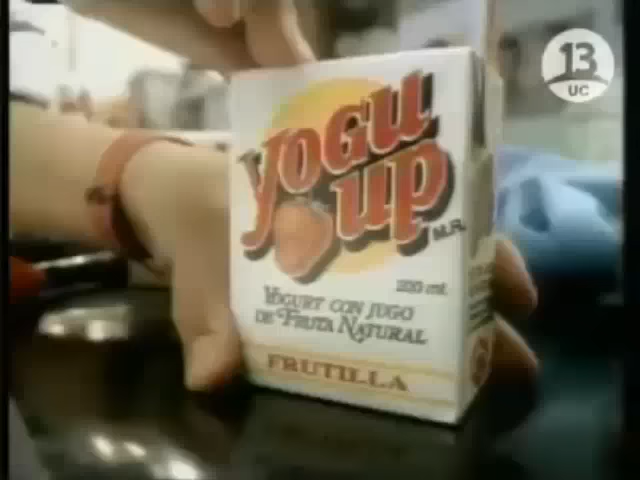 13
UC
YOGU
UP
M.R.
200 ml.
YOGURT CON JUGO
DE FRUTA NATURAL
FRUTILLA